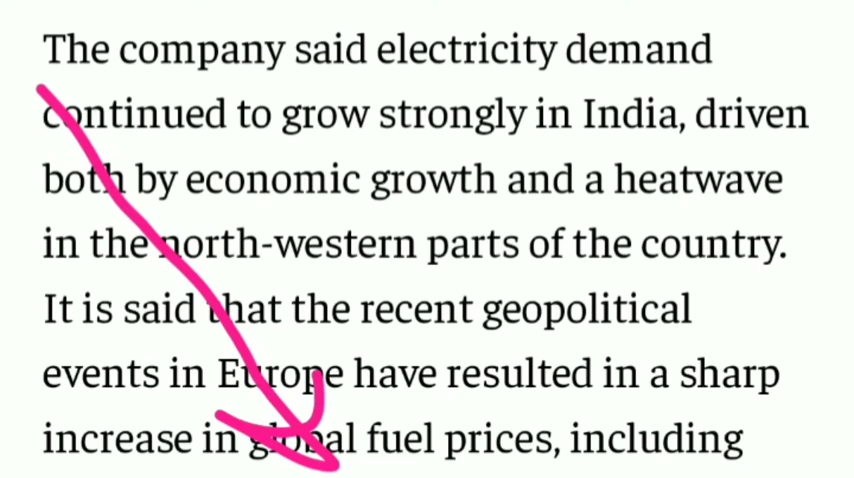 The company said electricity demand
continued to grow strongly in India, driven
both by economic growth and a heatwave
in the north-western parts of the country.
It is said that the recent geopolitical
events in Europe have resulted in a sharp
increase in global fuel prices, including